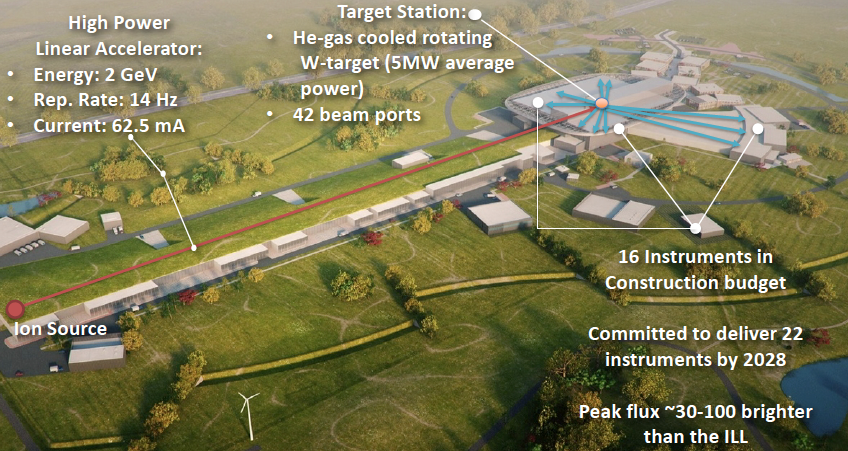 High Power
Linear Accelerator:
• Energy: 2 GeV
• Rep. Rate: 14 Hz
• Current: 62.5 mA
Target Station:
• He-gas cooled rotating
W-target (5MW average
power)
• 42 beam ports
Ion Source
16 Instruments in
Construction budget
Committed to deliver 22
instruments by 2028
Peak flux ~30-100 brighter
than the ILL